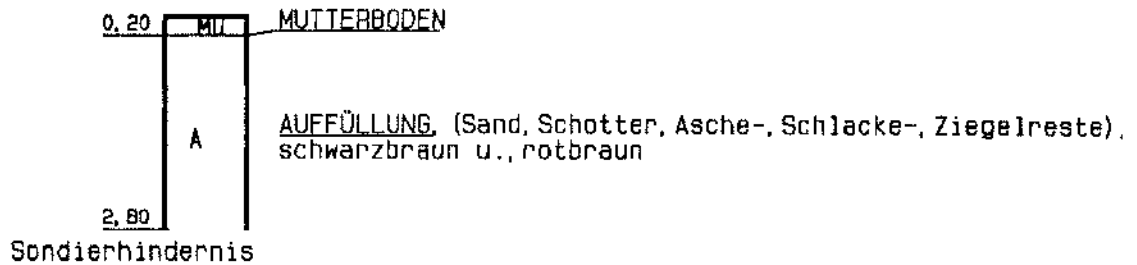 0,20 MU MUTTERBODEN
A AUFFÜLLUNG, (Sand, Schotter, Asche-, Schlacke-, Ziegelreste),
schwarzbraun u., rotbraun
2,80
Sondierhindernis